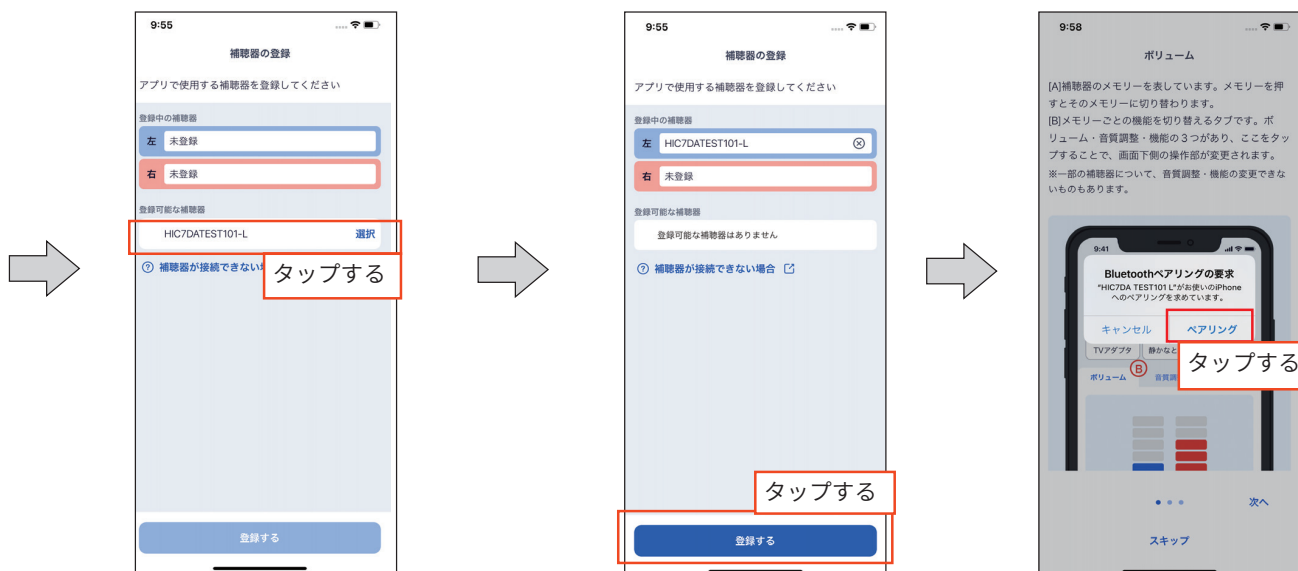 9:55
補聴器の登録
アプリで使用する補聴器を登録してください
登録中の補聴器
左 未登録
右 未登録
登録可能な補聴器
HIC7DATEST101-L 選択
補聴器が接続できない
タップする
登録する
9:55
補聴器の登録
アプリで使用する補聴器を登録してください
登録中の補聴器
左 HIC7DATEST101-L
右 未登録
登録可能な補聴器
登録可能な補聴器はありません
補聴器が接続できない場合
タップする
登録する
9:58
ボリューム
[A]補聴器のメモリーを表しています。メモリーを押
すとそのメモリーに切り替わります。
[B]メモリーごとの機能を切り替えるタブです。ボ
リューム・音質調整・機能の3つがあり、ここをタッ
プすることで、画面下側の操作部が変更されます。
※一部の補聴器について、音質調整・機能の変更できな
いものもあります。
9:41
Bluetoothペアリングの要求
"HIC7DA TEST101 L"がお使いのiPhone
へのペアリングを求めています。
キャンセル ペアリング
TVアダプタ 静かなと
タップする
ボリューム B 音質調
次へ
スキップ